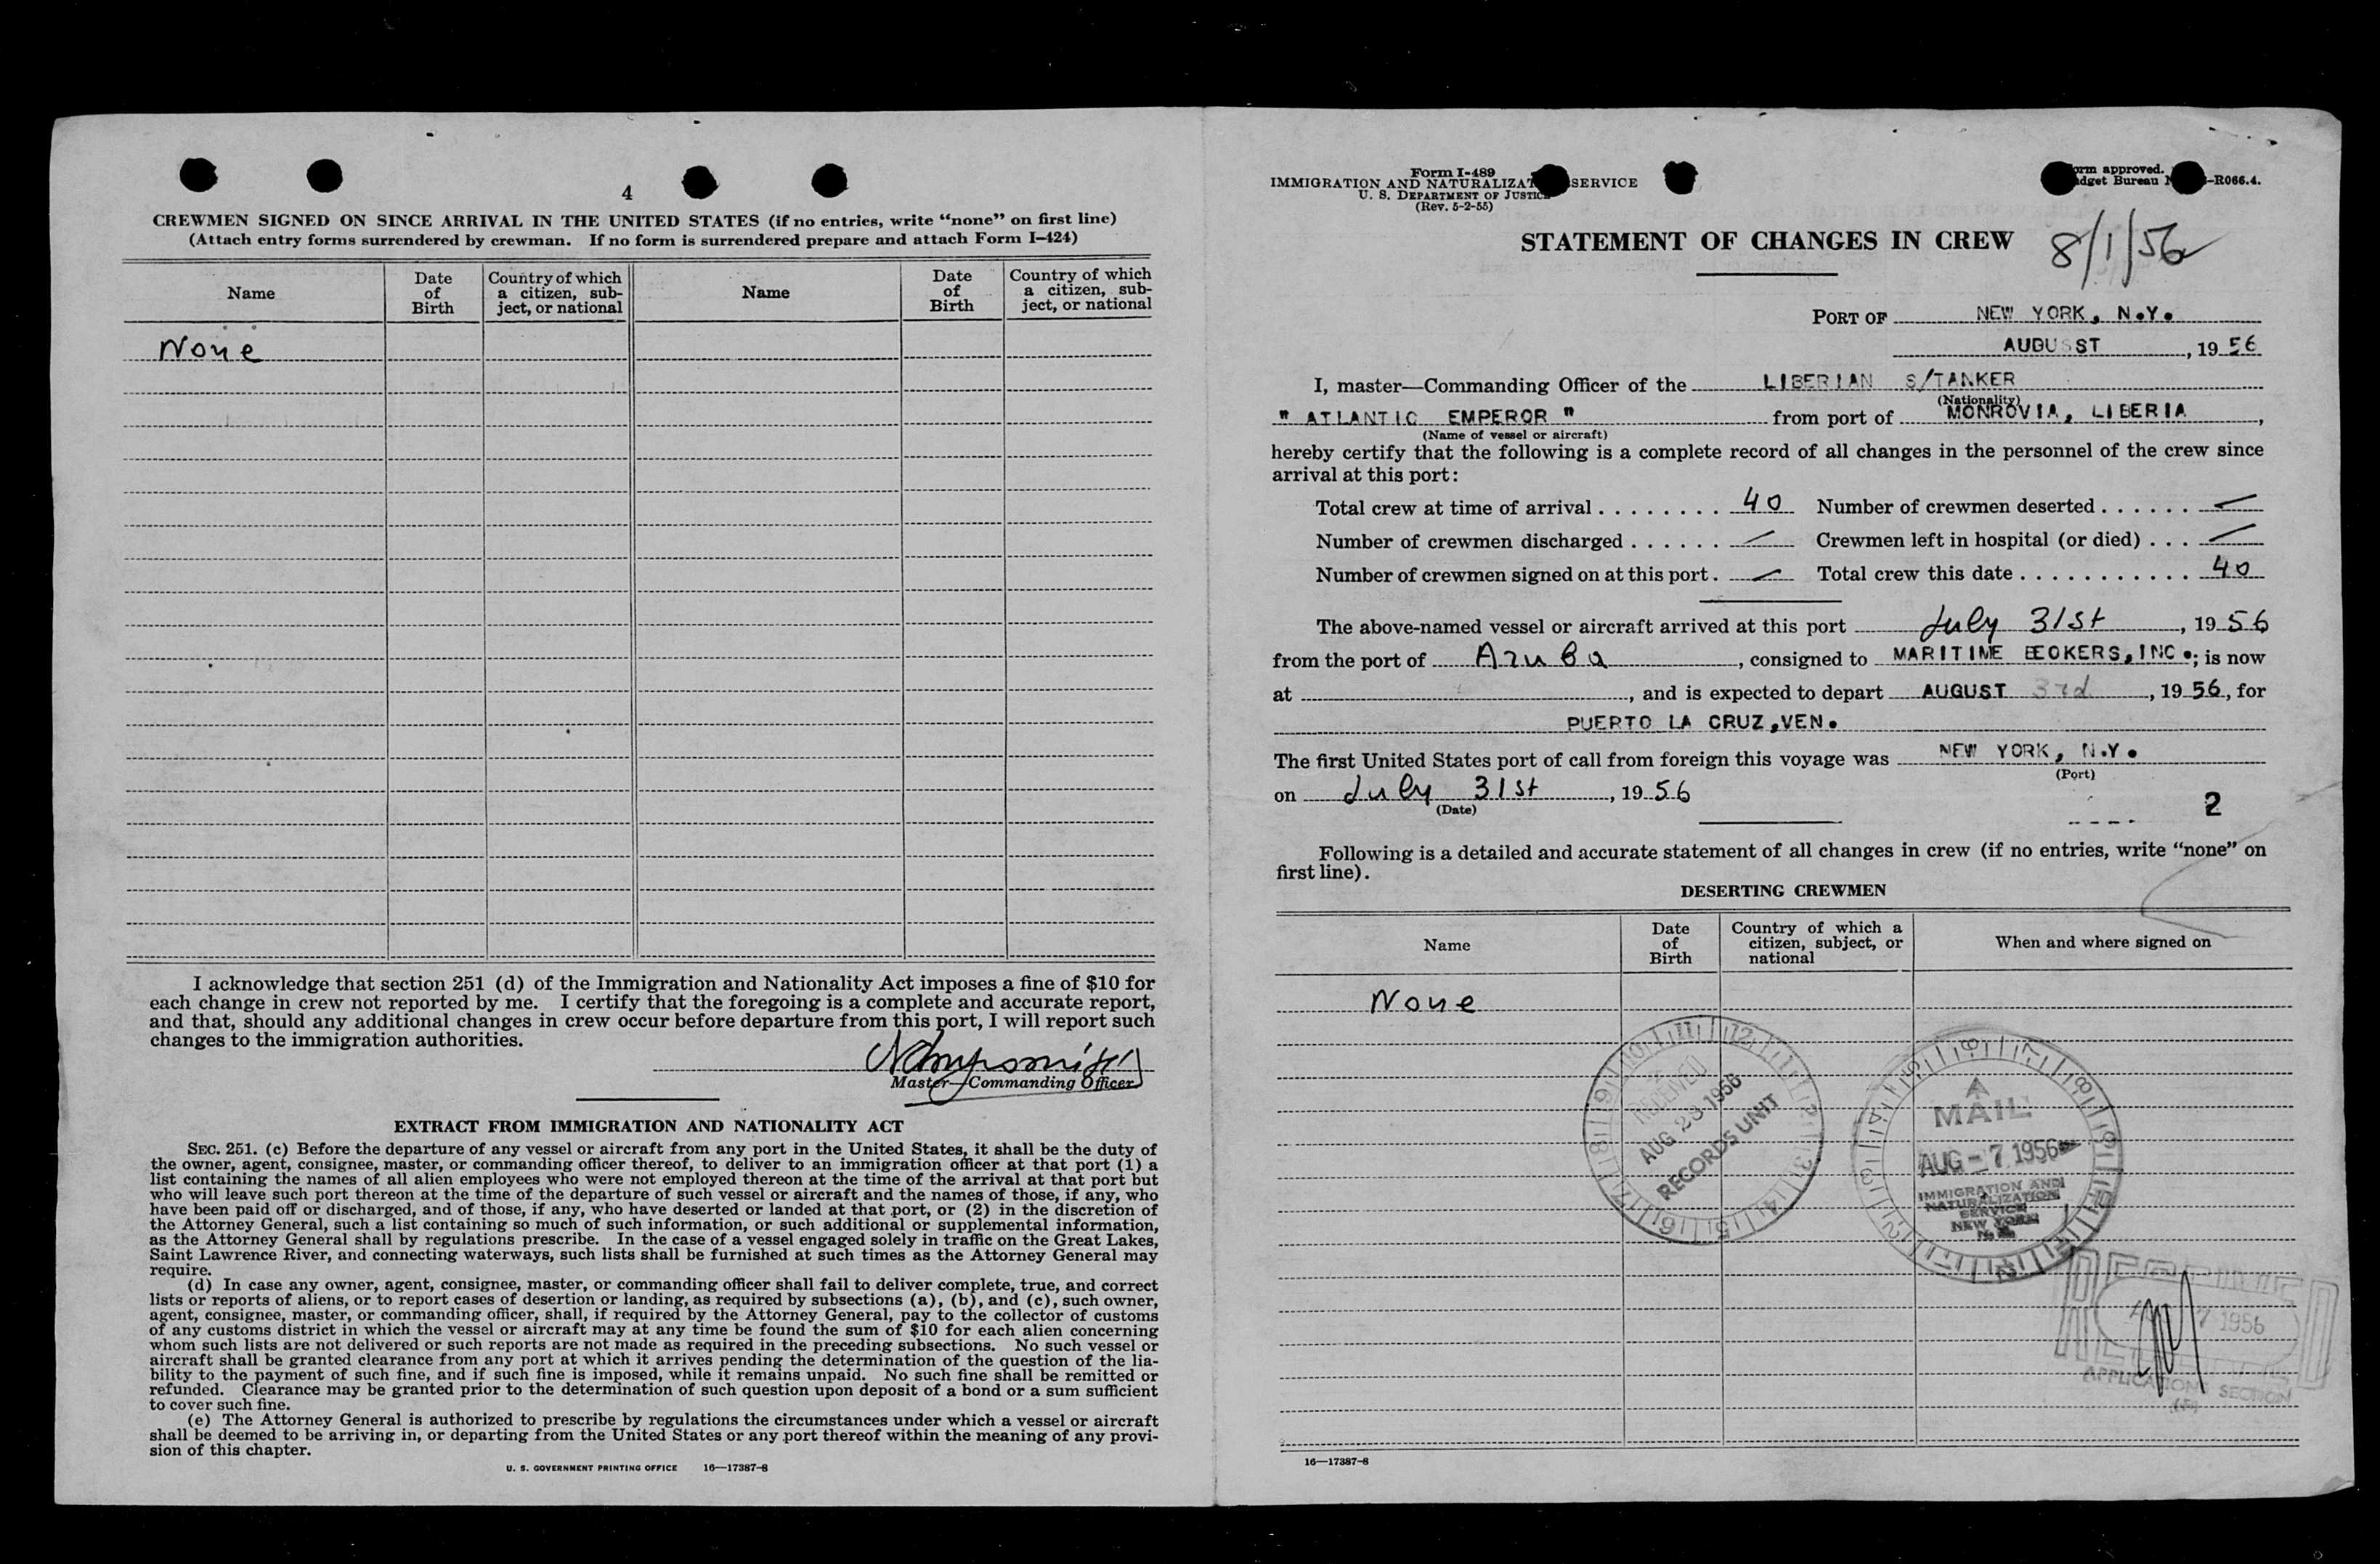 4
CREWMEN SIGNED ON SINCE ARRIVAL IN THE UNITED STATES (if no entries, write “none” on first line)
(Attach entry forms surrendered by crewman. If no form is surrendered prepare and attach Form I–424)
Name Date of Birth Country of which a citizen, subject, or national Name Date of Birth Country of which a citizen, subject, or national
None
I acknowledge that section 251 (d) of the Immigration and Nationality Act imposes a fine of $10 for
each change in crew not reported by me. I certify that the foregoing is a complete and accurate report,
and that, should any additional changes in crew occur before departure from this port, I will report such
changes to the immigration authorities.
Master—Commanding Officer
EXTRACT FROM IMMIGRATION AND NATIONALITY ACT
SEC. 251. (c) Before the departure of any vessel or aircraft from any port in the United States, it shall be the duty of
the owner, agent, consignee, master, or commanding officer thereof, to deliver to an immigration officer at that port (1) a
list containing the names of all alien employees who were not employed thereon at the time of the arrival at that port but
who will leave such port thereon at the time of the departure of such vessel or aircraft and the names of those, if any, who
have been paid off or discharged, and of those, if any, who have deserted or landed at that port, or (2) in the discretion of
the Attorney General, such a list containing so much of such information, or such additional or supplemental information,
as the Attorney General shall by regulations prescribe. In the case of a vessel engaged solely in traffic on the Great Lakes,
Saint Lawrence River, and connecting waterways, such lists shall be furnished at such times as the Attorney General may
require.
(d) In case any owner, agent, consignee, master, or commanding officer shall fail to deliver complete, true, and correct
lists or reports of aliens, or to report cases of desertion or landing, as required by subsections (a), (b), and (c), such owner,
agent, consignee, master, or commanding officer, shall, if required by the Attorney General, pay to the collector of customs
of any customs district in which the vessel or aircraft may at any time be found the sum of $10 for each alien concerning
whom such lists are not delivered or such reports are not made as required in the preceding subsections. No such vessel or
aircraft shall be granted clearance from any port at which it arrives pending the determination of the question of the lia-
bility to the payment of such fine, and if such fine is imposed, while it remains unpaid. No such fine shall be remitted or
refunded. Clearance may be granted prior to the determination of such question upon deposit of a bond or a sum sufficient
to cover such fine.
(e) The Attorney General is authorized to prescribe by regulations the circumstances under which a vessel or aircraft
shall be deemed to be arriving in, or departing from the United States or any port thereof within the meaning of any provi-
sion of this chapter.
U. S. GOVERNMENT PRINTING OFFICE 16—17387-8
Form I-489
IMMIGRATION AND NATURALIZAT SERVICE
U. S. DEPARTMENT OF JUSTICE
(Rev. 5-2-55)
orm approved.
dget Bureau -R066.4.
STATEMENT OF CHANGES IN CREW
8/1/56
PORT OF NEW YORK, N.Y.
AUGUSST, 19 56
I, master—Commanding Officer of the LIBERIAN S/TANKER
(Nationality)
" ATLANTIC EMPEROR " from port of MONROVIA, LIBERIA,
(Name of vessel or aircraft)
hereby certify that the following is a complete record of all changes in the personnel of the crew since
arrival at this port:
Total crew at time of arrival 40 Number of crewmen deserted —
Number of crewmen discharged — Crewmen left in hospital (or died) —
Number of crewmen signed on at this port — Total crew this date 40
The above-named vessel or aircraft arrived at this port July 31st, 19 56
from the port of Aruba, consigned to MARITIME BEOKERS, INC.; is now
at , and is expected to depart AUGUST 3rd, 19 56, for
PUERTO LA CRUZ, VEN.
The first United States port of call from foreign this voyage was NEW YORK, N.Y.
(Port)
on July 31st, 19 56
(Date)
2
Following is a detailed and accurate statement of all changes in crew (if no entries, write “none” on
first line).
DESERTING CREWMEN
Name Date of Birth Country of which a citizen, subject, or national When and where signed on
None
RECEIVED
AUG 23 1956
RECORDS UNIT
MAIL
AUG - 7 1956
IMMIGRATION AND
NATURALIZATION
SERVICE
NEW YORK
RECEIVED
7 1956
APPLICATIONS SECTION
16—17387-8